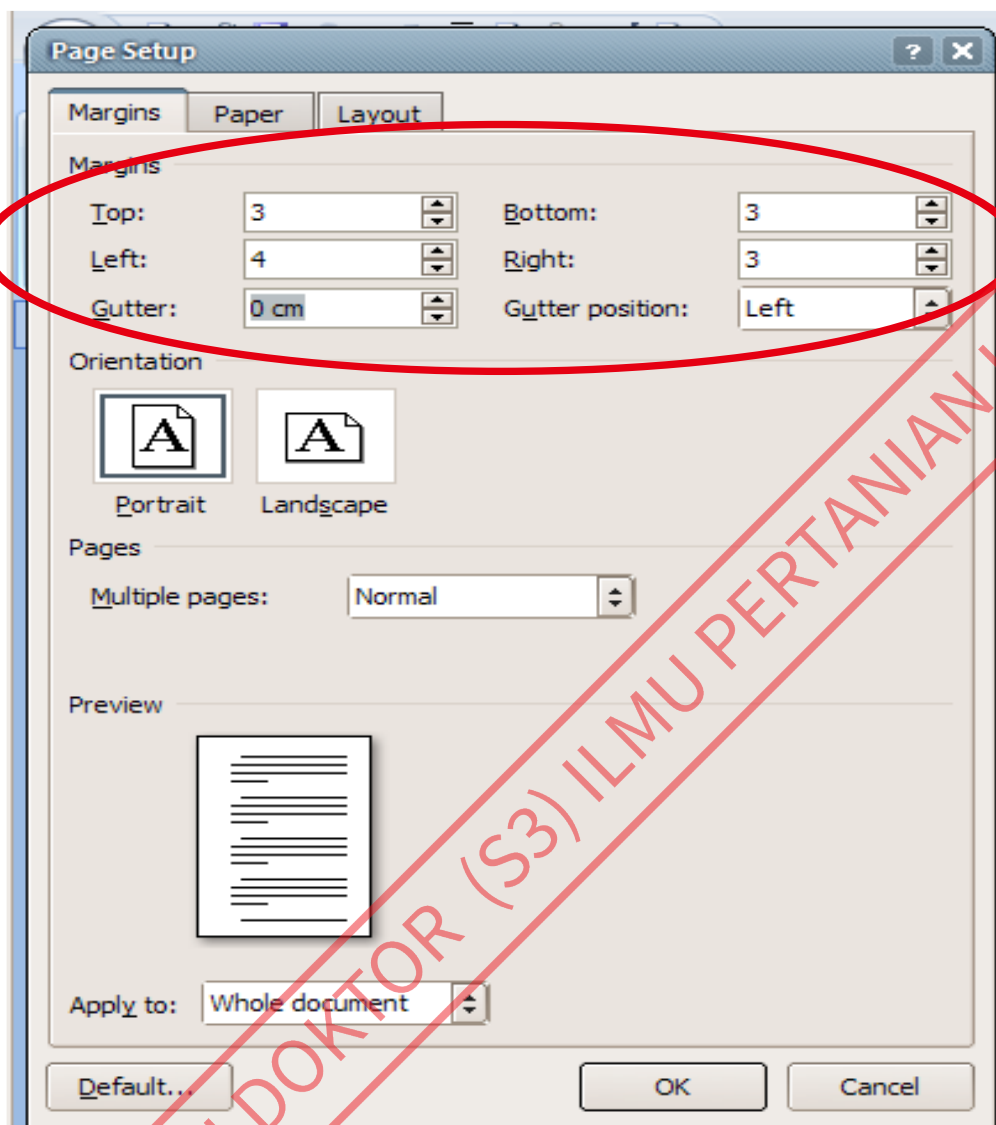 Page Setup
Margins Paper Layout
Margins
Top: 3 Bottom: 3
Left: 4 Right: 3
Gutter: 0 cm Gutter position: Left
Orientation
A A
Portrait Landscape
Pages
Multiple pages: Normal
Preview
Apply to: Whole document
Default... OK Cancel
DOKTOR (S3) ILMU PERTANIAN